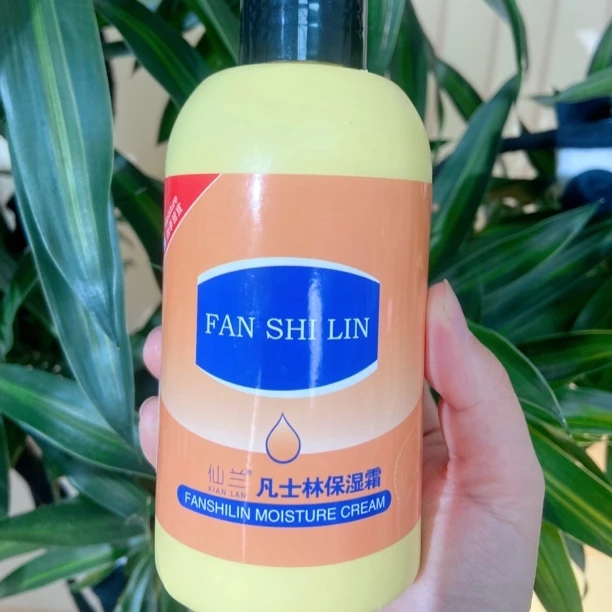 FAN SHI LIN
仙兰®
XIAN LAN
凡士林保湿霜
FANSHILIN MOISTURE CREAM